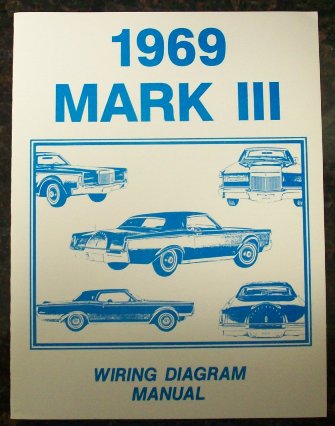 1969
MARK III
WIRING DIAGRAM
MANUAL